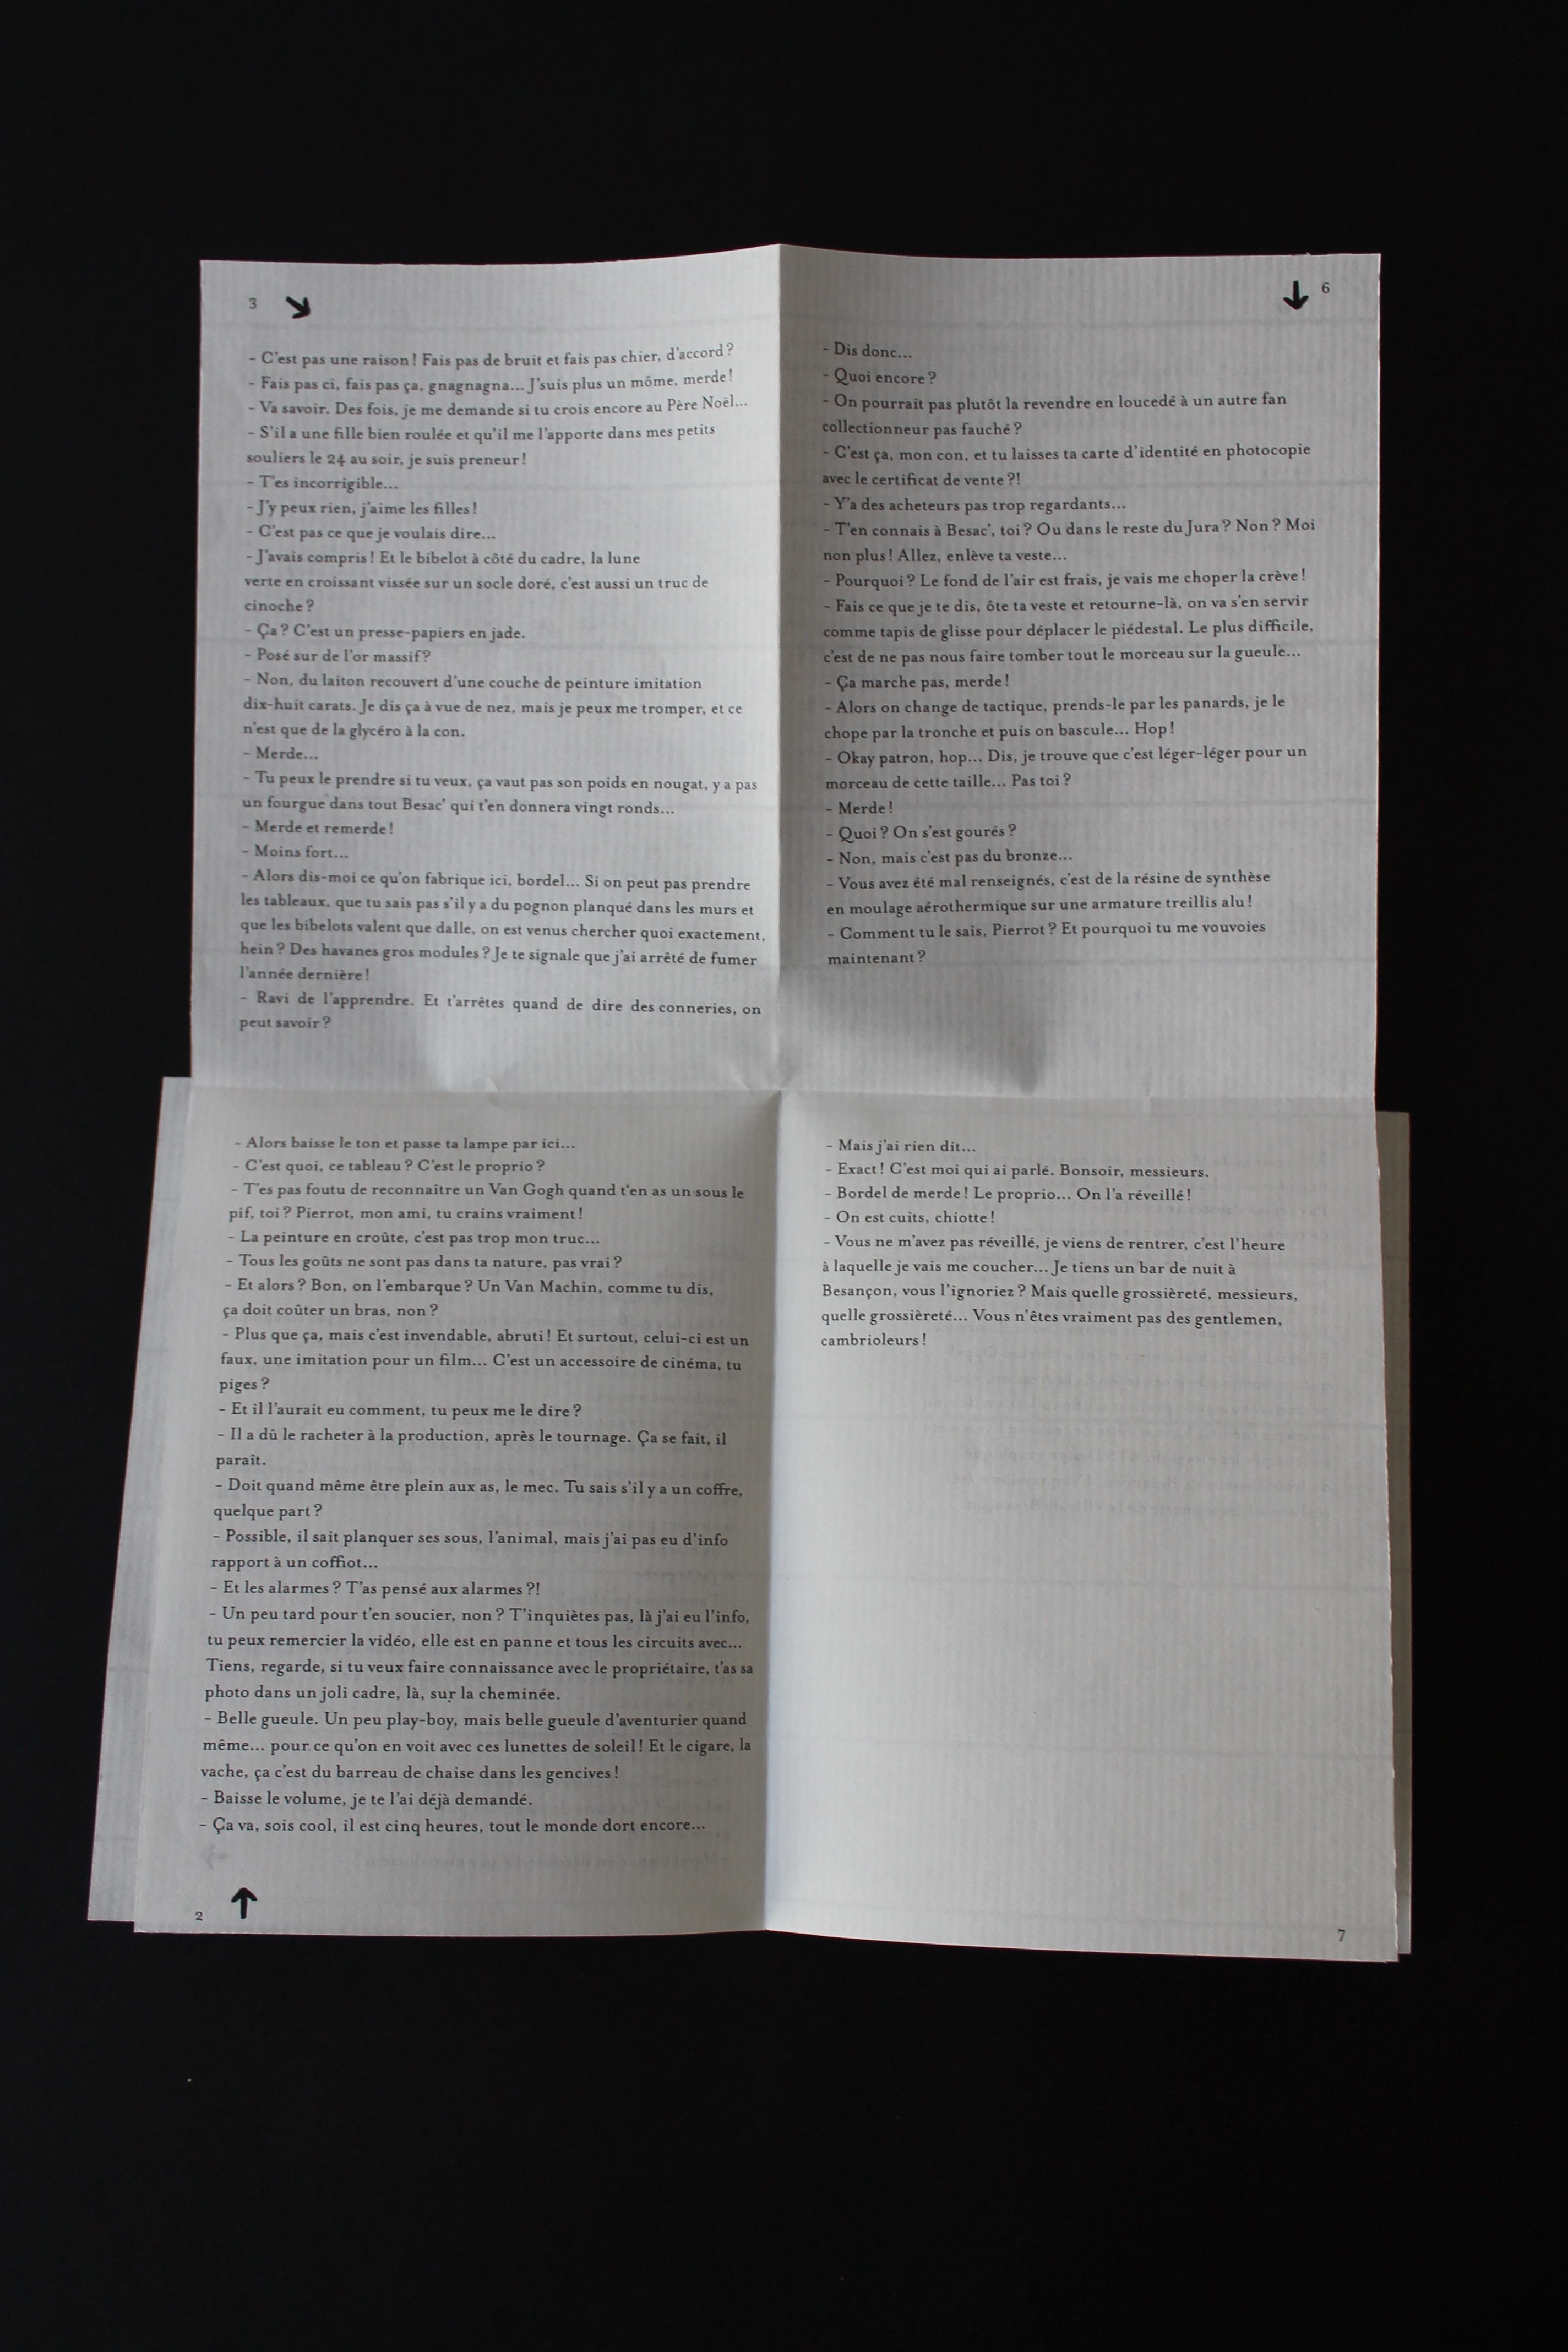 - Alors baisse le ton et passe ta lampe par ici…
- C'est quoi, ce tableau ? C'est le proprio ?
- T'es pas foutu de reconnaître un Van Gogh quand t'en as un sous le
pif, toi ? Pierrot, mon ami, tu crains vraiment !
- La peinture en croûte, c'est pas trop mon truc…
- Tous les goûts ne sont pas dans ta nature, pas vrai ?
- Et alors ? Bon, on l'embarque ? Un Van Machin, comme tu dis,
ça doit coûter un bras, non ?
- Plus que ça, mais c'est invendable, abruti ! Et surtout, celui-ci est un
faux, une imitation pour un film… C'est un accessoire de cinéma, tu
piges ?
- Et il l'aurait eu comment, tu peux me le dire ?
- Il a dû le racheter à la production, après le tournage. Ça se fait, il
paraît.
- Doit quand même être plein aux as, le mec. Tu sais s'il y a un coffre,
quelque part ?
- Possible, il sait planquer ses sous, l'animal, mais j'ai pas eu d'info
rapport à un coffiot…
- Et les alarmes ? T'as pensé aux alarmes ?!
- Un peu tard pour t'en soucier, non ? T'inquiètes pas, là j'ai eu l'info,
tu peux remercier la vidéo, elle est en panne et tous les circuits avec…
Tiens, regarde, si tu veux faire connaissance avec le propriétaire, t'as sa
photo dans un joli cadre, là, sur la cheminée.
- Belle gueule. Un peu play-boy, mais belle gueule d'aventurier quand
même… pour ce qu'on en voit avec ces lunettes de soleil ! Et le cigare, la
vache, ça c'est du barreau de chaise dans les gencives !
- Baisse le volume, je te l'ai déjà demandé.
- Ça va, sois cool, il est cinq heures, tout le monde dort encore…
2 ↑
3 ↘
- C'est pas une raison ! Fais pas de bruit et fais pas chier, d'accord ?
- Fais pas ci, fais pas ça, gnagnagna… J'suis plus un môme, merde !
- Va savoir. Des fois, je me demande si tu crois encore au Père Noël…
- S'il a une fille bien roulée et qu'il me l'apporte dans mes petits
souliers le 24 au soir, je suis preneur !
- T'es incorrigible…
- J'y peux rien, j'aime les filles !
- C'est pas ce que je voulais dire…
- J'avais compris ! Et le bibelot à côté du cadre, la lune
verte en croissant vissée sur un socle doré, c'est aussi un truc de
cinoche ?
- Ça ? C'est un presse-papiers en jade.
- Posé sur de l'or massif ?
- Non, du laiton recouvert d'une couche de peinture imitation
dix-huit carats. Je dis ça à vue de nez, mais je peux me tromper, et ce
n'est que de la glycéro à la con.
- Merde…
- Tu peux le prendre si tu veux, ça vaut pas son poids en nougat, y a pas
un fourgue dans tout Besac' qui t'en donnera vingt ronds…
- Merde et remerde !
- Moins fort…
- Alors dis-moi ce qu'on fabrique ici, bordel… Si on peut pas prendre
les tableaux, que tu sais pas s'il y a du pognon planqué dans les murs et
que les bibelots valent que dalle, on est venus chercher quoi exactement,
hein ? Des havanes gros modules ? Je te signale que j'ai arrêté de fumer
l'année dernière !
- Ravi de l'apprendre. Et t'arrêtes quand de dire des conneries, on
peut savoir ?
↓ 6
- Dis donc…
- Quoi encore ?
- On pourrait pas plutôt la revendre en loucedé à un autre fan
collectionneur pas fauché ?
- C'est ça, mon con, et tu laisses ta carte d'identité en photocopie
avec le certificat de vente ?!
- Y'a des acheteurs pas trop regardants…
- T'en connais à Besac', toi ? Ou dans le reste du Jura ? Non ? Moi
non plus ! Allez, enlève ta veste…
- Pourquoi ? Le fond de l'air est frais, je vais me choper la crève !
- Fais ce que je te dis, ôte ta veste et retourne-là, on va s'en servir
comme tapis de glisse pour déplacer le piédestal. Le plus difficile,
c'est de ne pas nous faire tomber tout le morceau sur la gueule…
- Ça marche pas, merde !
- Alors on change de tactique, prends-le par les panards, je le
chope par la tronche et puis on bascule… Hop !
- Okay patron, hop… Dis, je trouve que c'est léger-léger pour un
morceau de cette taille… Pas toi ?
- Merde !
- Quoi ? On s'est gourés ?
- Non, mais c'est pas du bronze…
- Vous avez été mal renseignés, c'est de la résine de synthèse
en moulage aérothermique sur une armature treillis alu !
- Comment tu le sais, Pierrot ? Et pourquoi tu me vouvoies
maintenant ?
- Mais j'ai rien dit…
- Exact ! C'est moi qui ai parlé. Bonsoir, messieurs.
- Bordel de merde ! Le proprio… On l'a réveillé !
- On est cuits, chiotte !
- Vous ne m'avez pas réveillé, je viens de rentrer, c'est l'heure
à laquelle je vais me coucher… Je tiens un bar de nuit à
Besançon, vous l'ignoriez ? Mais quelle grossièreté, messieurs,
quelle grossièreté… Vous n'êtes vraiment pas des gentlemen,
cambrioleurs !
7